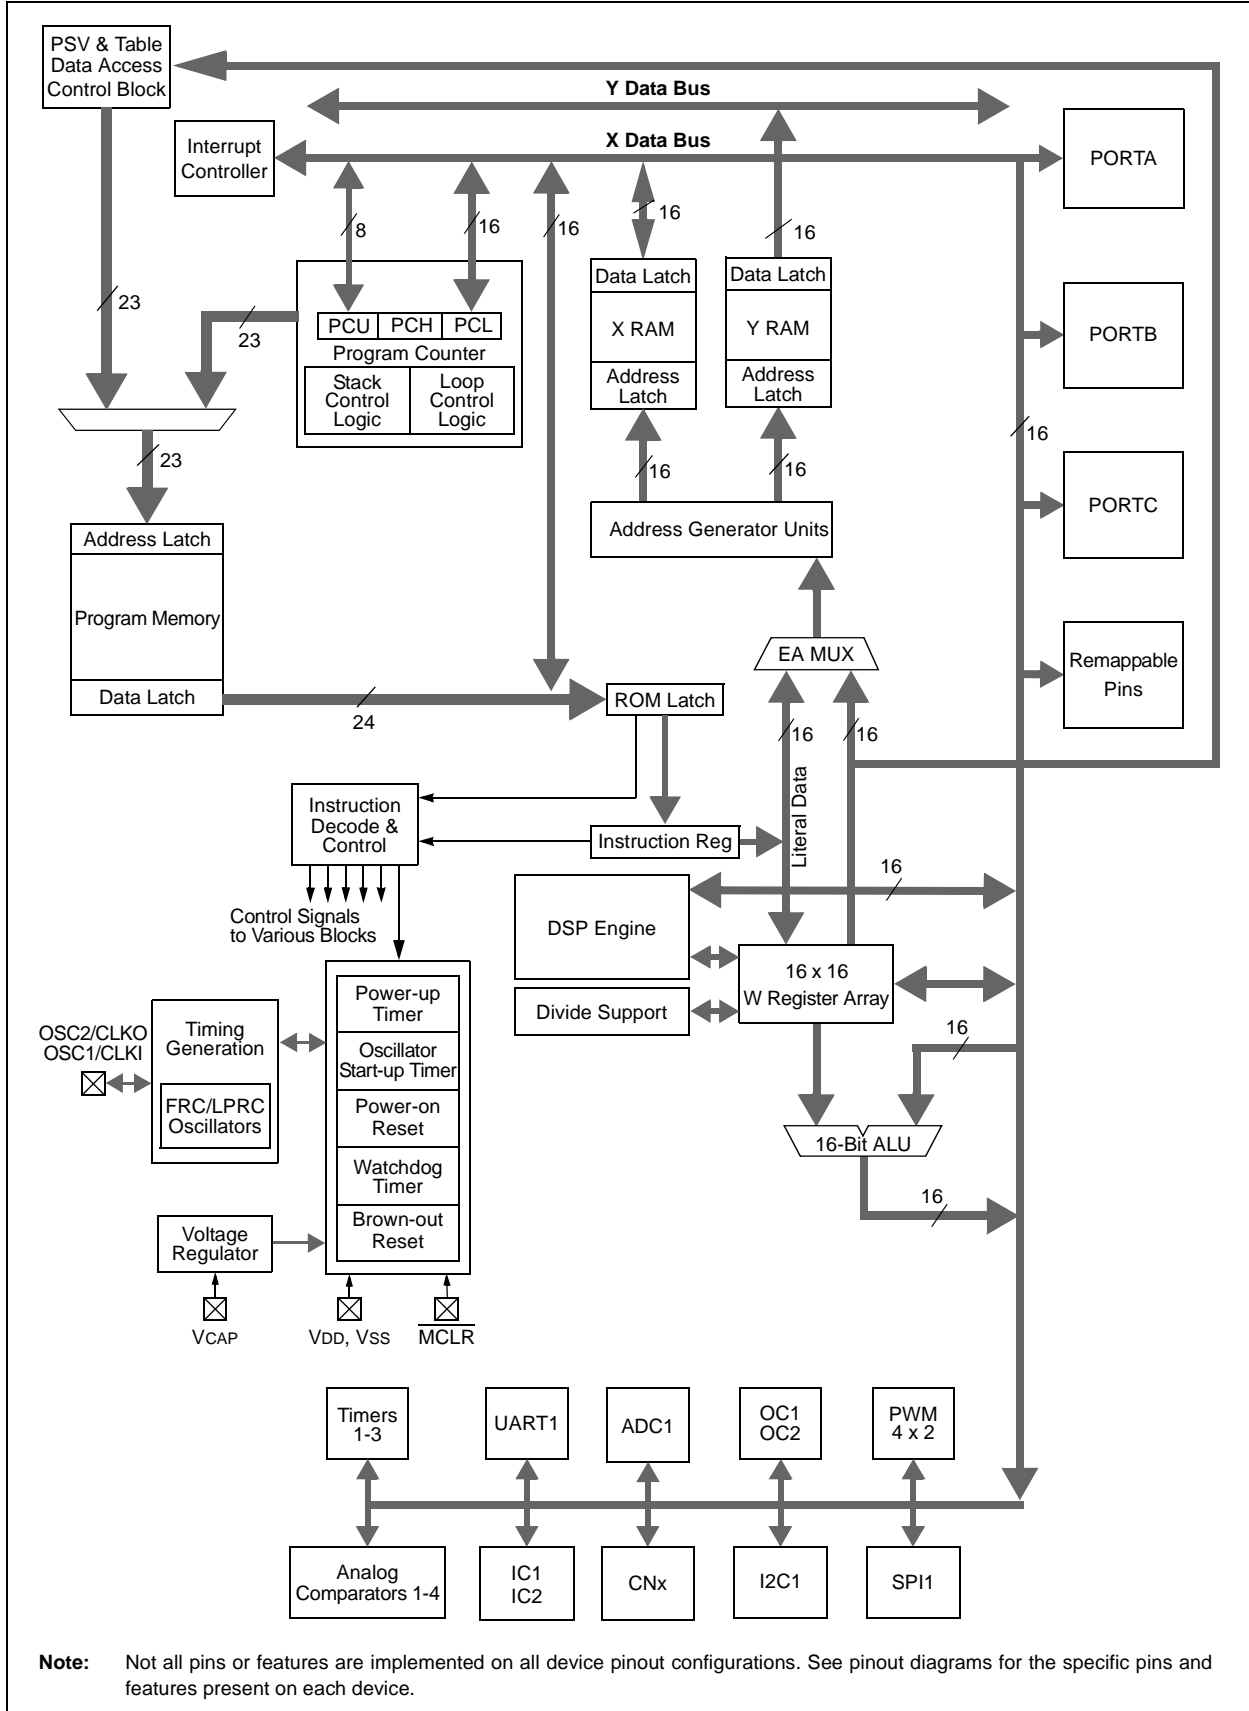 PSV & Table
Data Access
Control Block
Y Data Bus
Interrupt
Controller
X Data Bus
PORTA
8
16
16
16
16
23
23
PCU
PCH
PCL
Program Counter
Stack
Control
Logic
Loop
Control
Logic
Data Latch
X RAM
Address
Latch
Data Latch
Y RAM
Address
Latch
PORTB
16
23
16
16
Address Generator Units
PORTC
Address Latch
Program Memory
Data Latch
24
ROM Latch
EA MUX
16
16
Remappable
Pins
Literal Data
Instruction
Decode &
Control
Instruction Reg
Control Signals
to Various Blocks
DSP Engine
16
16 x 16
W Register Array
Divide Support
16
16-Bit ALU
16
OSC2/CLKO
OSC1/CLKI
Timing
Generation
FRC/LPRC
Oscillators
Power-up
Timer
Oscillator
Start-up Timer
Power-on
Reset
Watchdog
Timer
Brown-out
Reset
Voltage
Regulator
VCAP
VDD, VSS
MCLR
Timers
1-3
UART1
ADC1
OC1
OC2
PWM
4 x 2
Analog
Comparators 1-4
IC1
IC2
CNx
I2C1
SPI1
Note: Not all pins or features are implemented on all device pinout configurations. See pinout diagrams for the specific pins and
features present on each device.